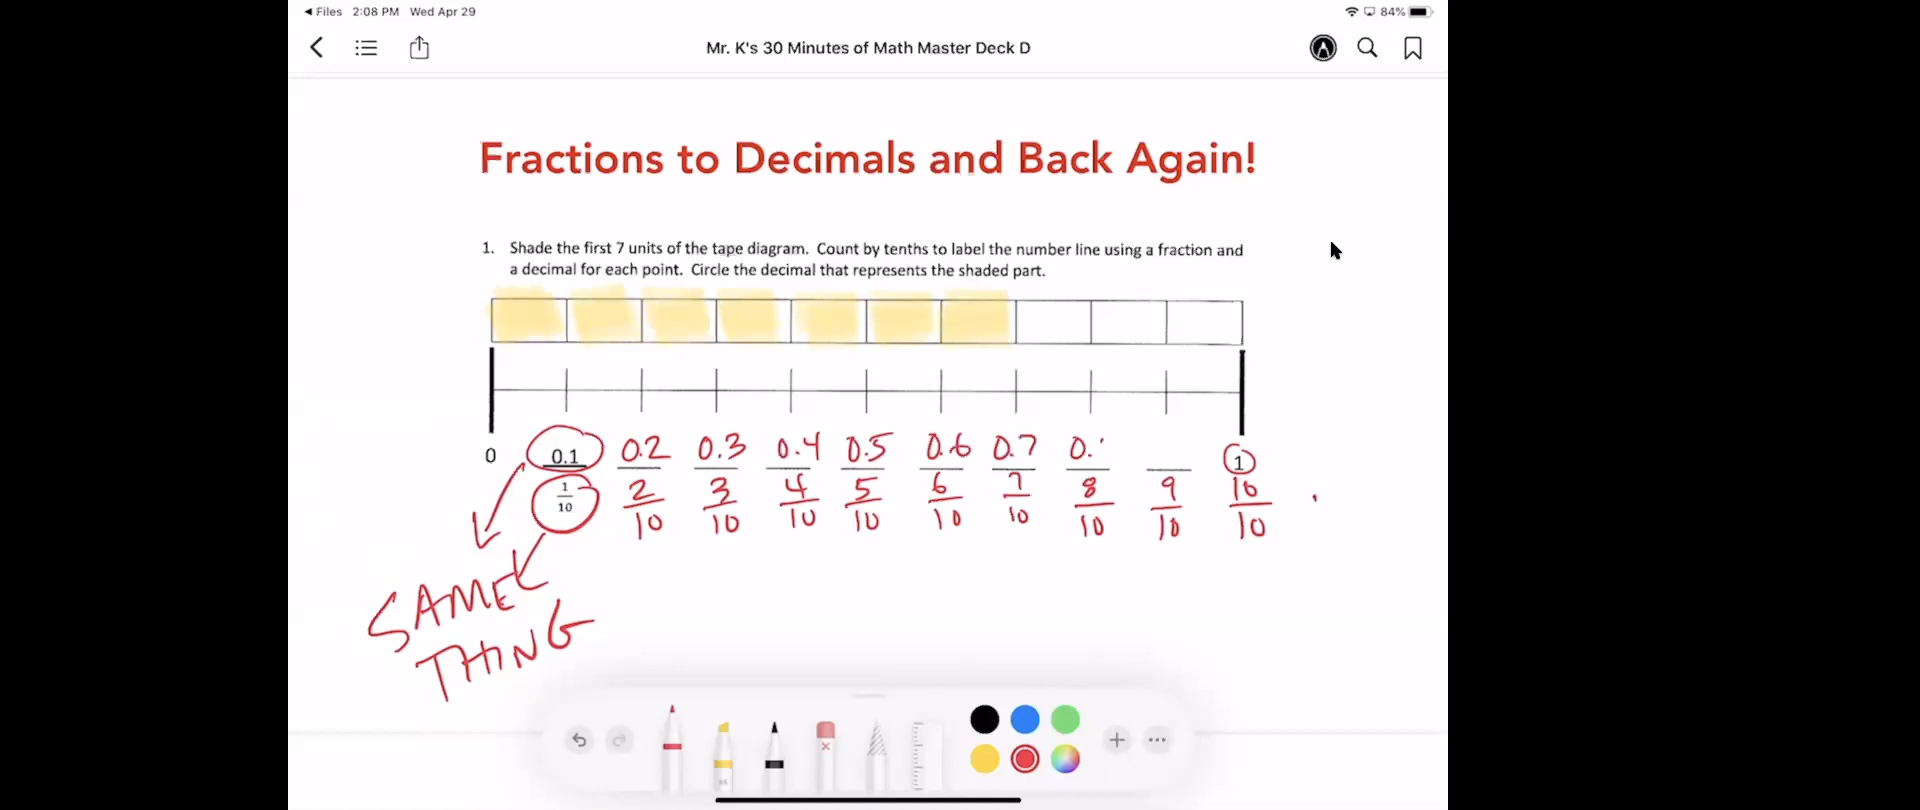 Files 2:08 PM Wed Apr 29 84%
Mr. K's 30 Minutes of Math Master Deck D
Fractions to Decimals and Back Again!
1. Shade the first 7 units of the tape diagram. Count by tenths to label the number line using a fraction and
a decimal for each point. Circle the decimal that represents the shaded part.
0 0.1 0.2 0.3 0.4 0.5 0.6 0.7 0. 1
1/10 2/10 3/10 4/10 5/10 6/10 7/10 8/10 9/10 10/10
SAME
THING